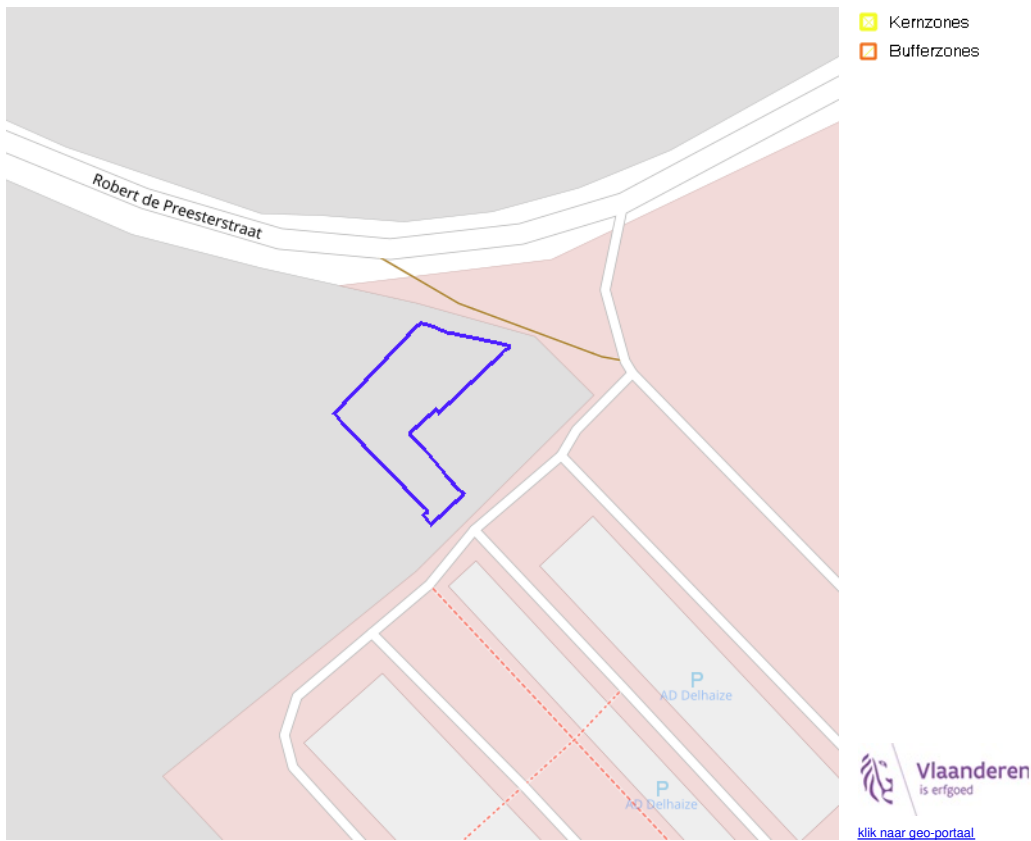 Kernzones
Bufferzones
Robert de Preesterstraat
P
AD Delhaize
P
AD Delhaize
Vlaanderen
is erfgoed
klik naar geo-portaal